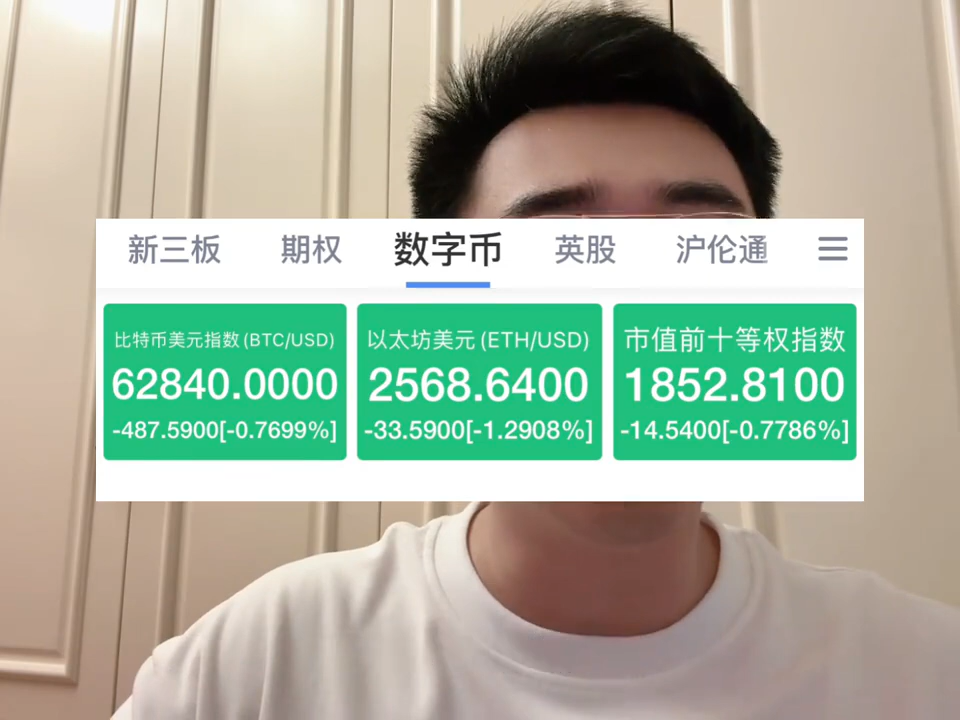 新三板 期权 数字币 英股 沪伦通
比特币美元指数(BTC/USD)
62840.0000
-487.5900[-0.7699%]
以太坊美元(ETH/USD)
2568.6400
-33.5900[-1.2908%]
市值前十等权指数
1852.8100
-14.5400[-0.7786%]